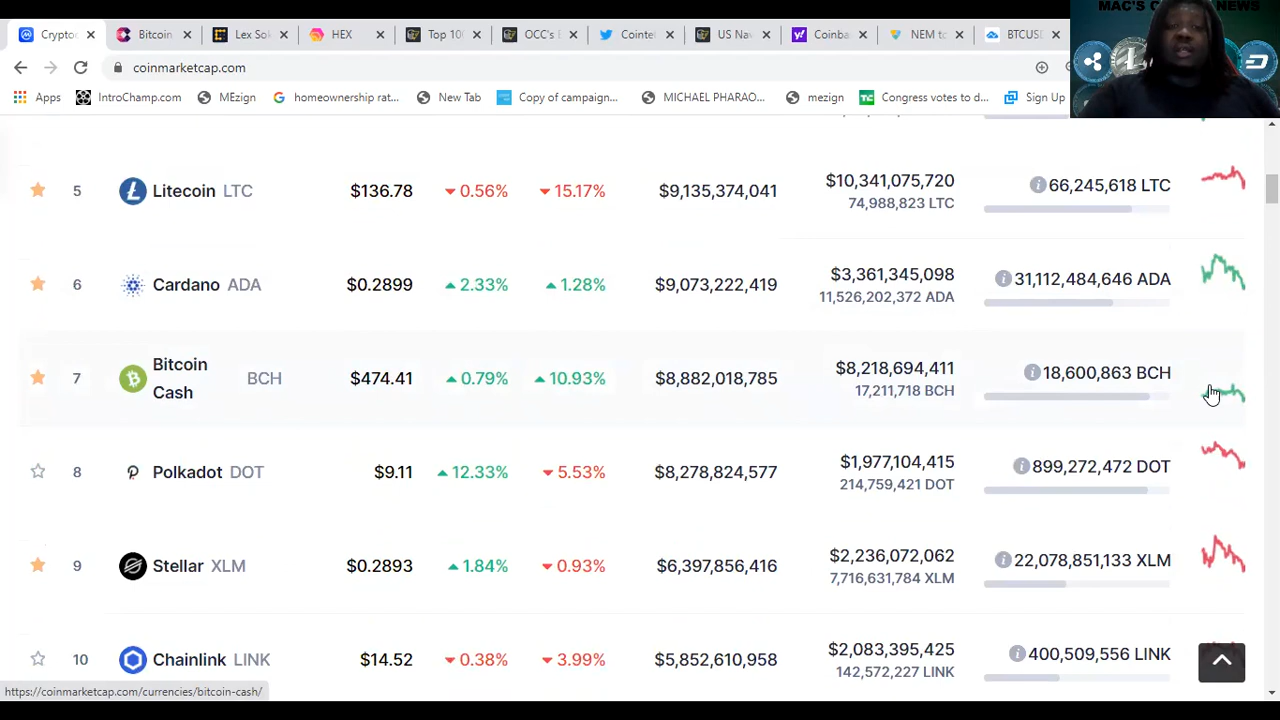 MAC'S C NEWS
Cryptoc
Bitcoin
Lex Sol
HEX
Top 10
OCC's
Cointel
US Nav
Coinba
NEM to
BTCUSD
coinmarketcap.com
Apps
IntroChamp.com
MEzign
homeownership rat...
New Tab
Copy of campaign...
MICHAEL PHARAO...
mezign
Congress votes to d...
Sign Up
5 Litecoin LTC $136.78 0.56% 15.17% $9,135,374,041 $10,341,075,720 66,245,618 LTC
74,988,823 LTC
6 Cardano ADA $0.2899 2.33% 1.28% $9,073,222,419 $3,361,345,098 31,112,484,646 ADA
11,526,202,372 ADA
7 Bitcoin Cash BCH $474.41 0.79% 10.93% $8,882,018,785 $8,218,694,411 18,600,863 BCH
17,211,718 BCH
8 Polkadot DOT $9.11 12.33% 5.53% $8,278,824,577 $1,977,104,415 899,272,472 DOT
214,759,421 DOT
9 Stellar XLM $0.2893 1.84% 0.93% $6,397,856,416 $2,236,072,062 22,078,851,133 XLM
7,716,631,784 XLM
10 Chainlink LINK $14.52 0.38% 3.99% $5,852,610,958 $2,083,395,425 400,509,556 LINK
142,572,227 LINK
https://coinmarketcap.com/currencies/bitcoin-cash/